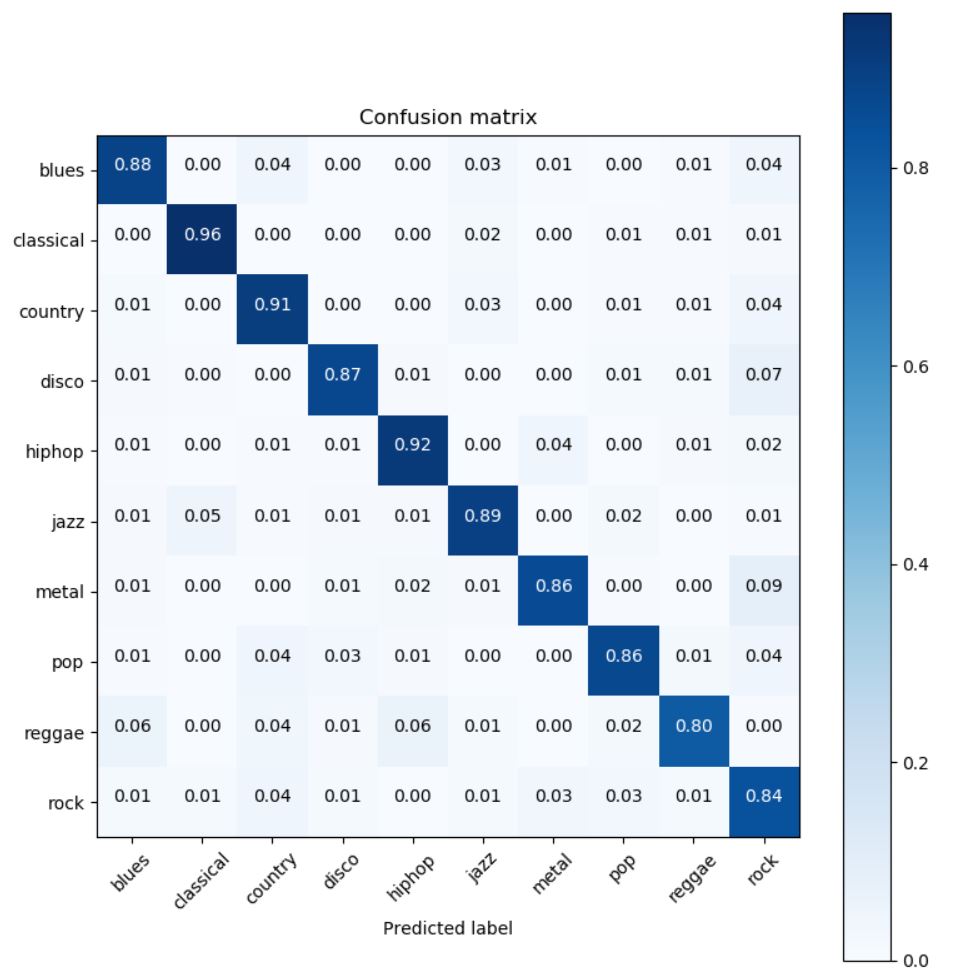 Confusion matrix
blues 0.88 0.00 0.04 0.00 0.00 0.03 0.01 0.00 0.01 0.04
classical 0.00 0.96 0.00 0.00 0.00 0.02 0.00 0.01 0.01 0.01
country 0.01 0.00 0.91 0.00 0.00 0.03 0.00 0.01 0.01 0.04
disco 0.01 0.00 0.00 0.87 0.01 0.00 0.00 0.01 0.01 0.07
hiphop 0.01 0.00 0.01 0.01 0.92 0.00 0.04 0.00 0.01 0.02
jazz 0.01 0.05 0.01 0.01 0.01 0.89 0.00 0.02 0.00 0.01
metal 0.01 0.00 0.00 0.01 0.02 0.01 0.86 0.00 0.00 0.09
pop 0.01 0.00 0.04 0.03 0.01 0.00 0.00 0.86 0.01 0.04
reggae 0.06 0.00 0.04 0.01 0.06 0.01 0.00 0.02 0.80 0.00
rock 0.01 0.01 0.04 0.01 0.00 0.01 0.03 0.03 0.01 0.84
blues classical country disco hiphop jazz metal pop reggae rock
Predicted label
0.8
0.6
0.4
0.2
0.0